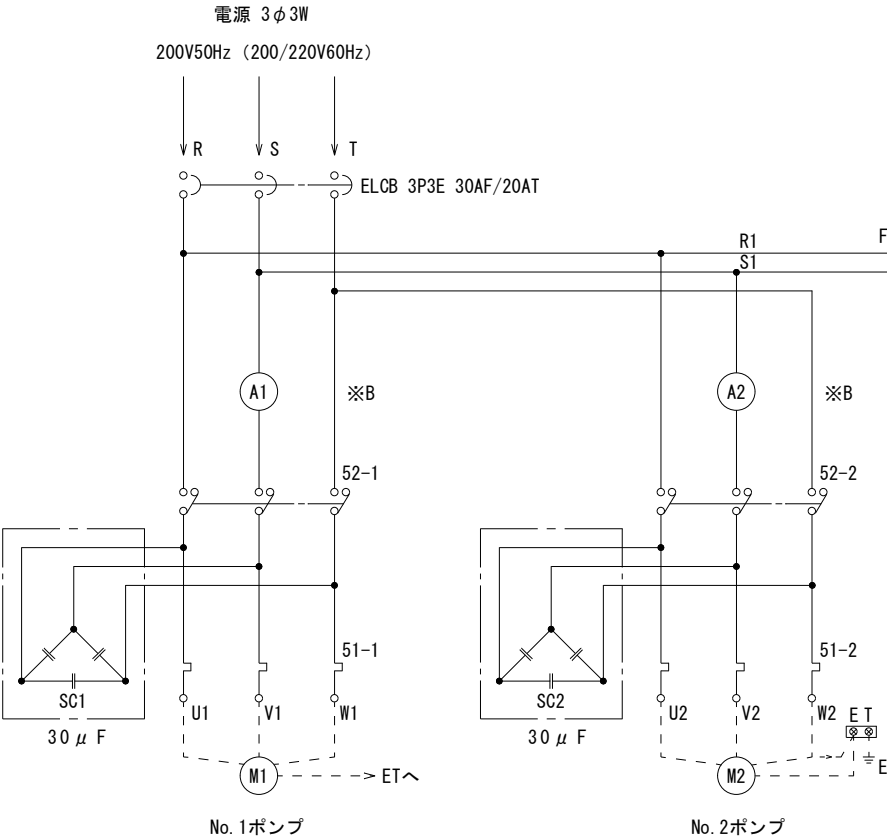 電源 3φ3W
200V50Hz (200/220V60Hz)
R S T
ELCB 3P3E 30AF/20AT
R1 F
S1
A1 ※B A2 ※B
52-1 52-2
51-1 51-2
SC1 SC2
U1 V1 W1 U2 V2 W2 ET
30μF 30μF
E
M1 ETへ M2
No.1ポンプ No.2ポンプ